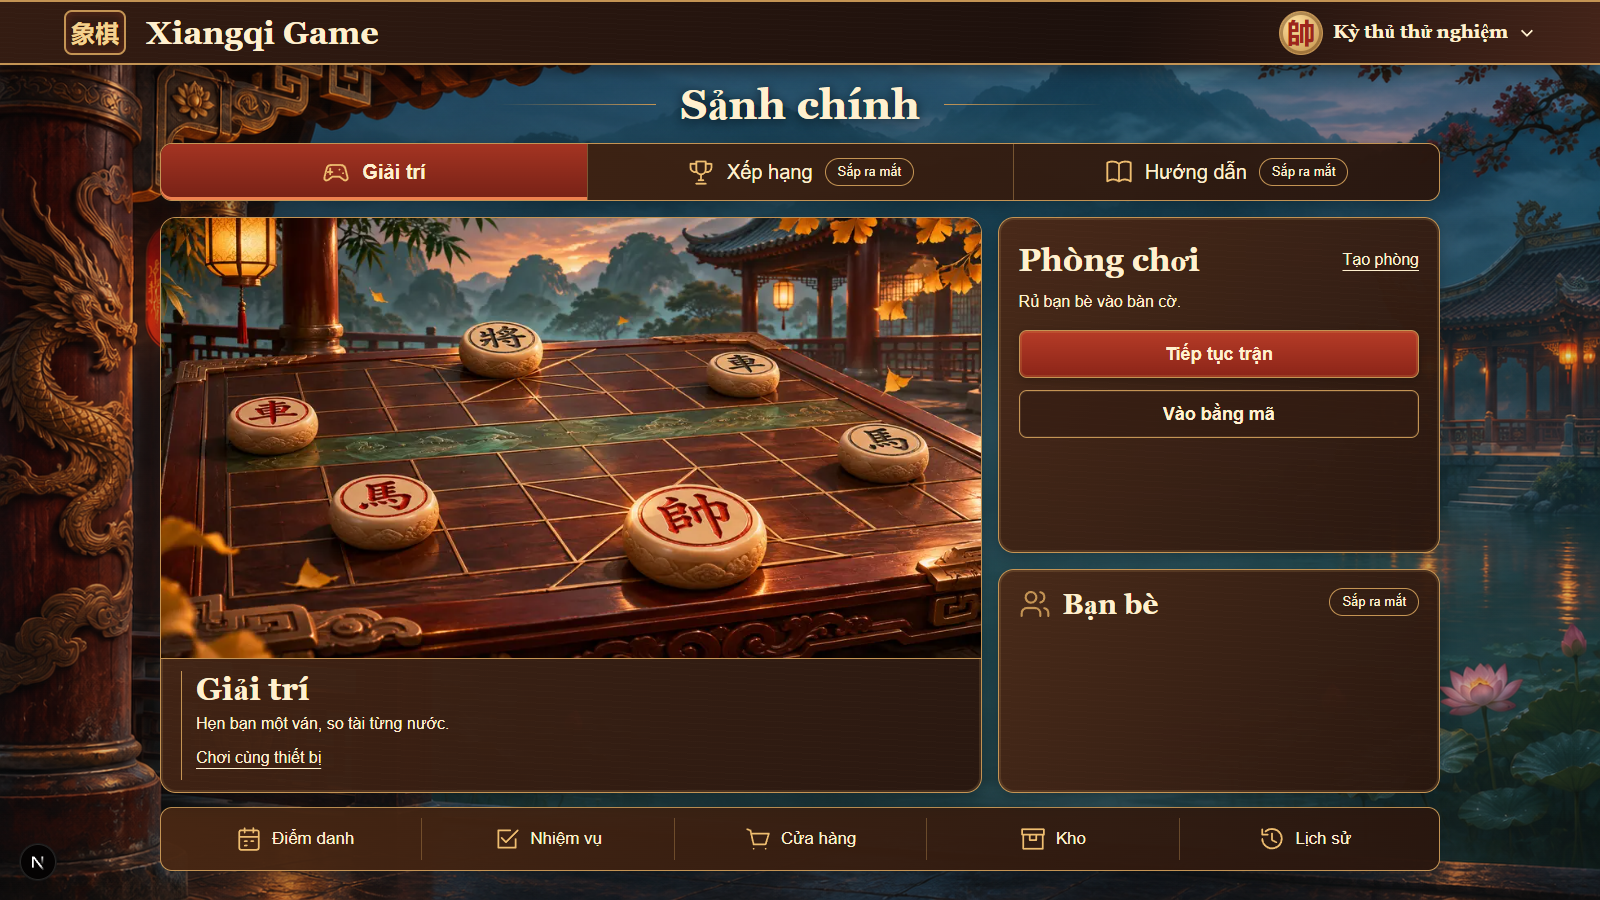 象棋 Xiangqi Game
帥 Kỳ thủ thử nghiệm
Sảnh chính
Giải trí
Xếp hạng Sắp ra mắt
Hướng dẫn Sắp ra mắt
將
車
車
馬
馬
帥
Giải trí
Hẹn bạn một ván, so tài từng nước.
Chơi cùng thiết bị
Phòng chơi
Tạo phòng
Rủ bạn bè vào bàn cờ.
Tiếp tục trận
Vào bằng mã
Bạn bè
Sắp ra mắt
Điểm danh
Nhiệm vụ
Cửa hàng
Kho
Lịch sử
N